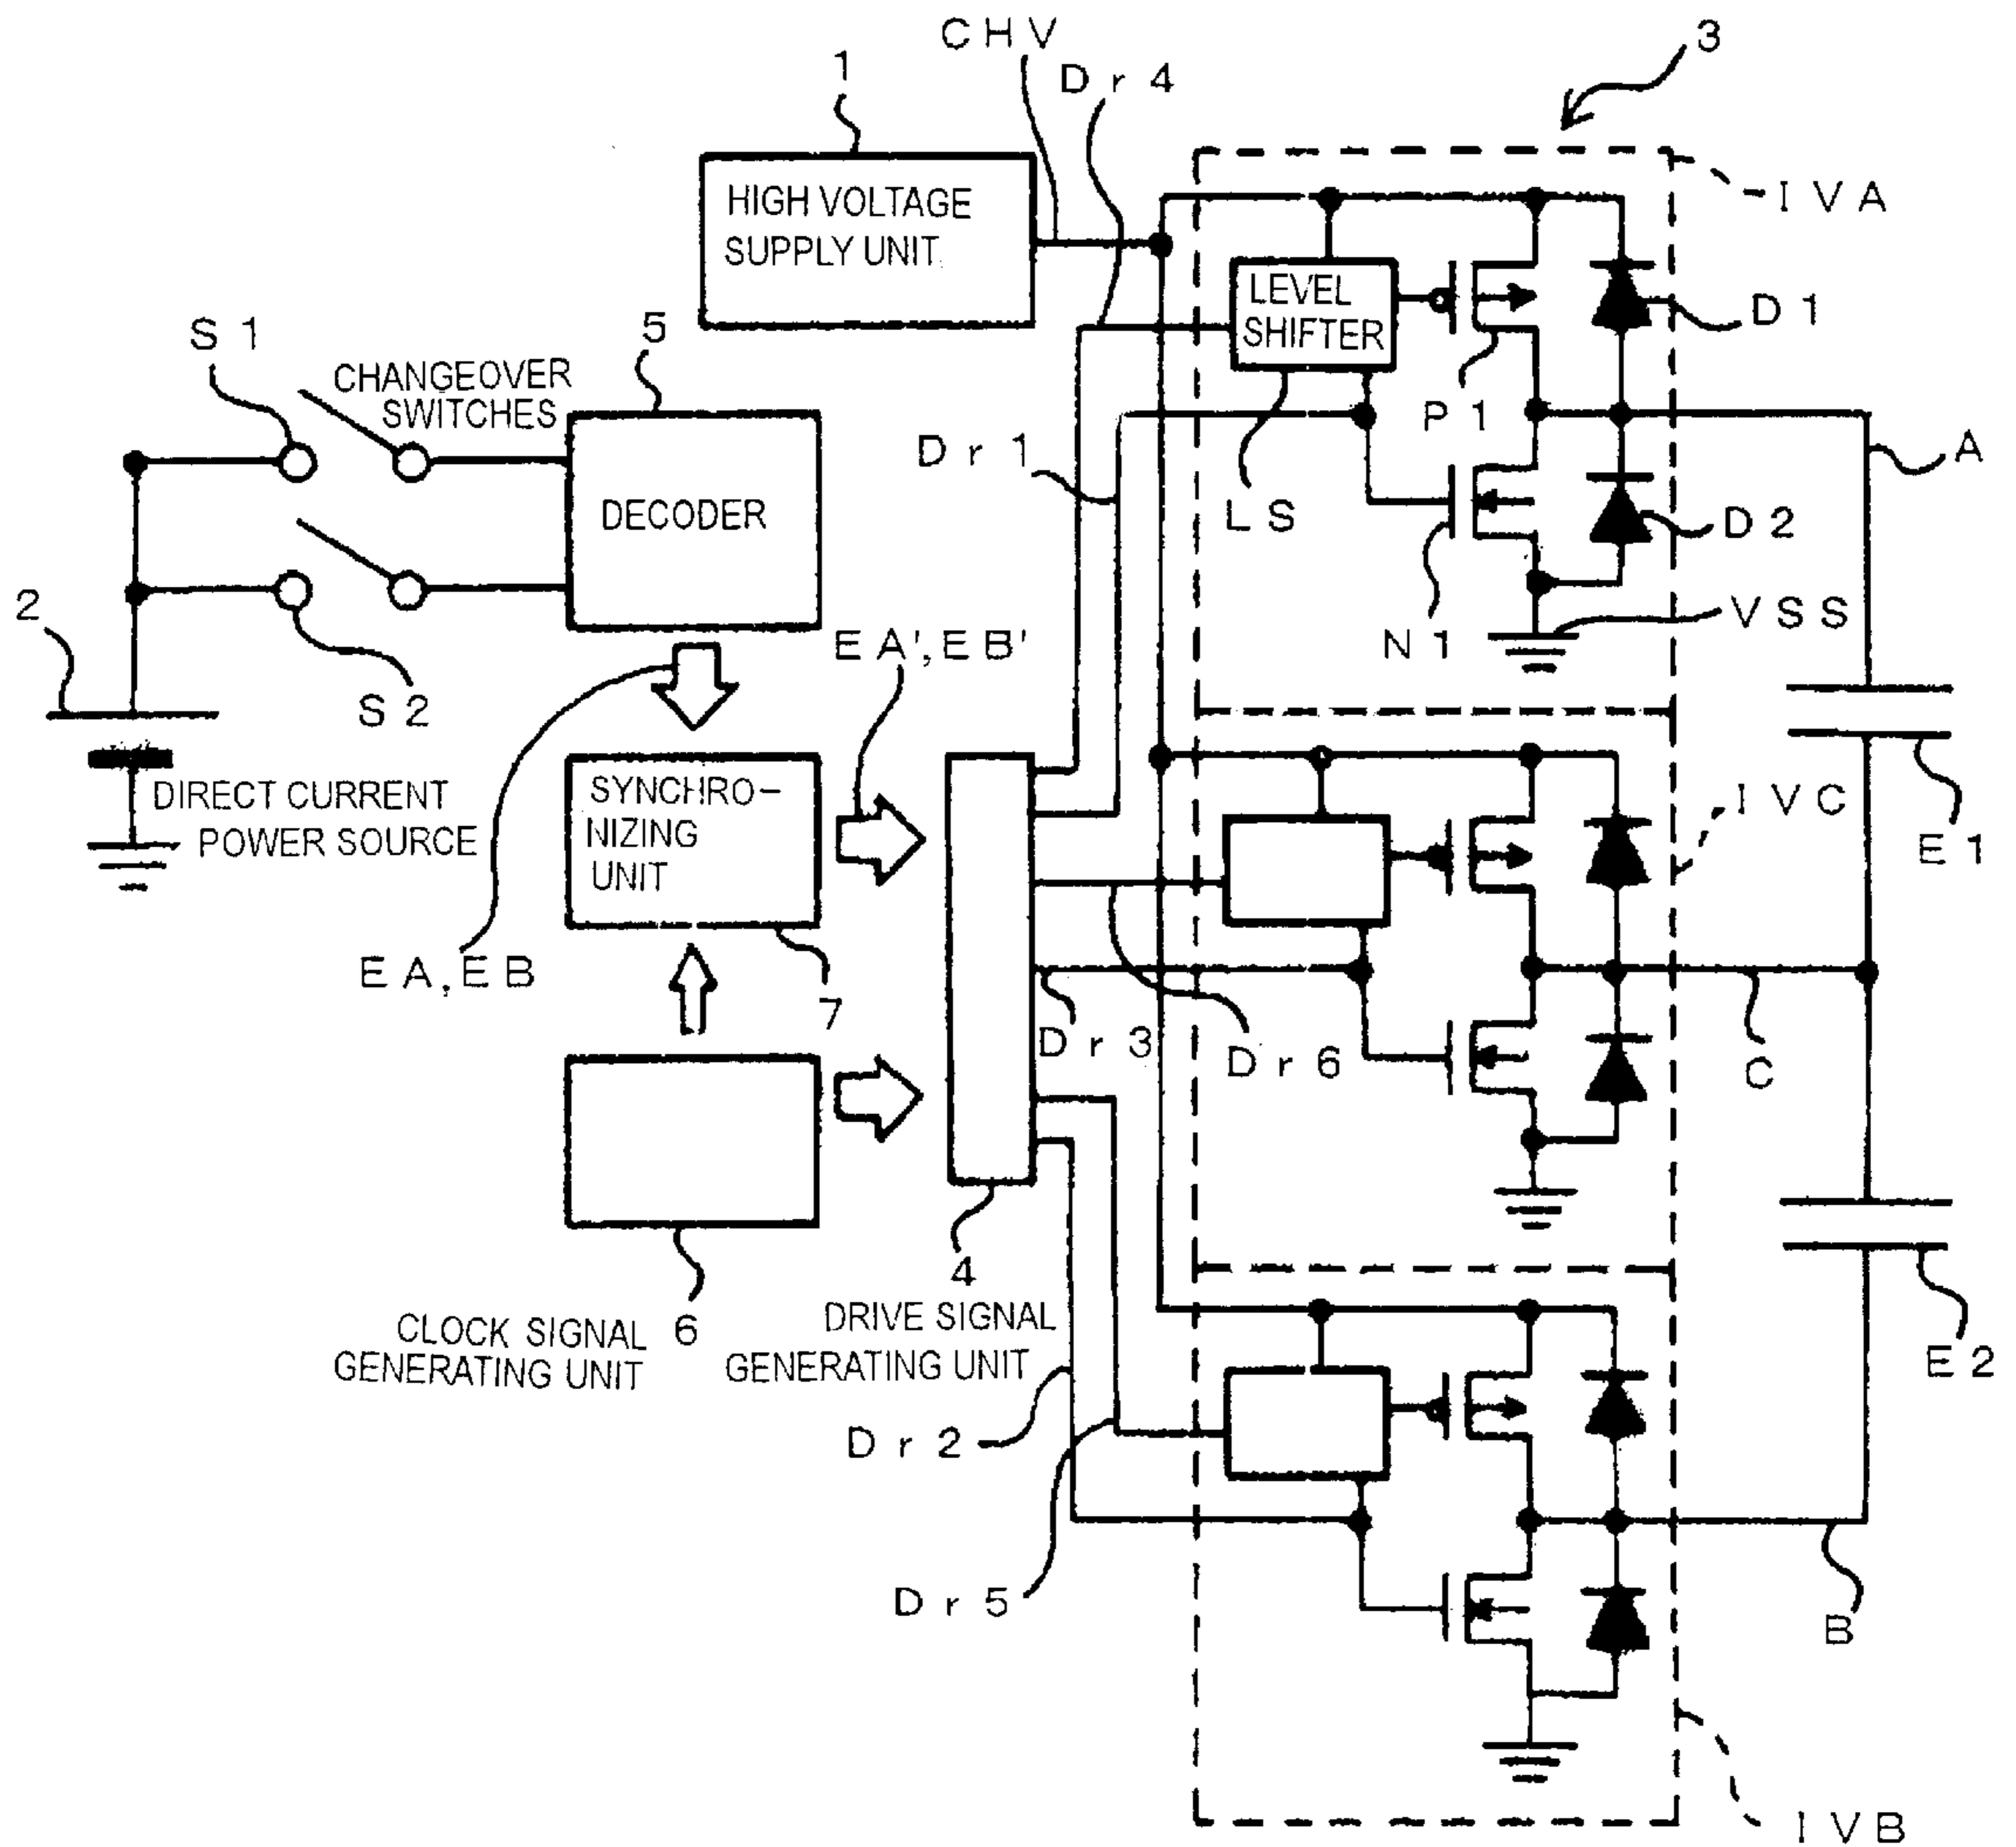 CHV
3
1
Dr4
HIGH VOLTAGE
SUPPLY UNIT
IVA
LEVEL
SHIFTER
D1
S1
5
CHANGEOVER
SWITCHES
P1
A
Dr1
DECODER
LS
D2
2
EA',EB'
N1
VSS
S2
DIRECT CURRENT
POWER SOURCE
SYNCHRO-
NIZING
UNIT
IVC
E1
EA,EB
7
Dr3
Dr6
C
4
6
DRIVE SIGNAL
GENERATING UNIT
CLOCK SIGNAL
GENERATING UNIT
E2
Dr2
Dr5
B
IVB